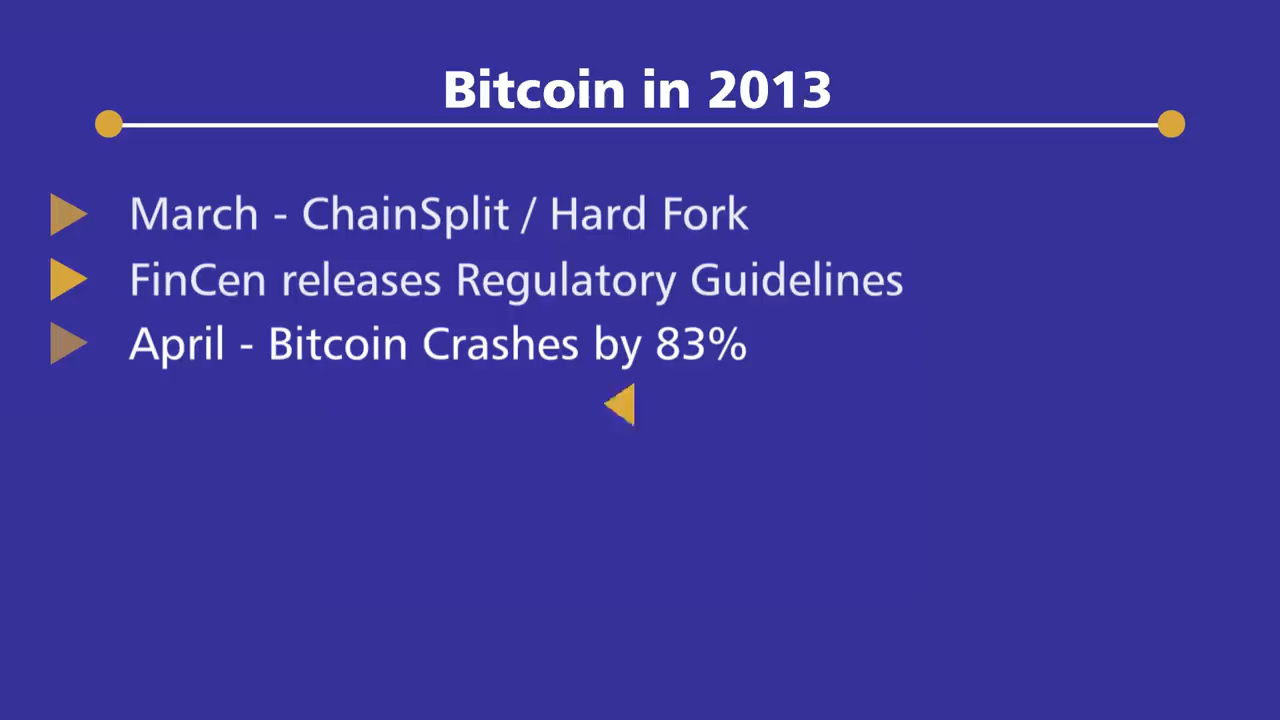 Bitcoin in 2013
March - ChainSplit / Hard Fork
FinCen releases Regulatory Guidelines
April - Bitcoin Crashes by 83%